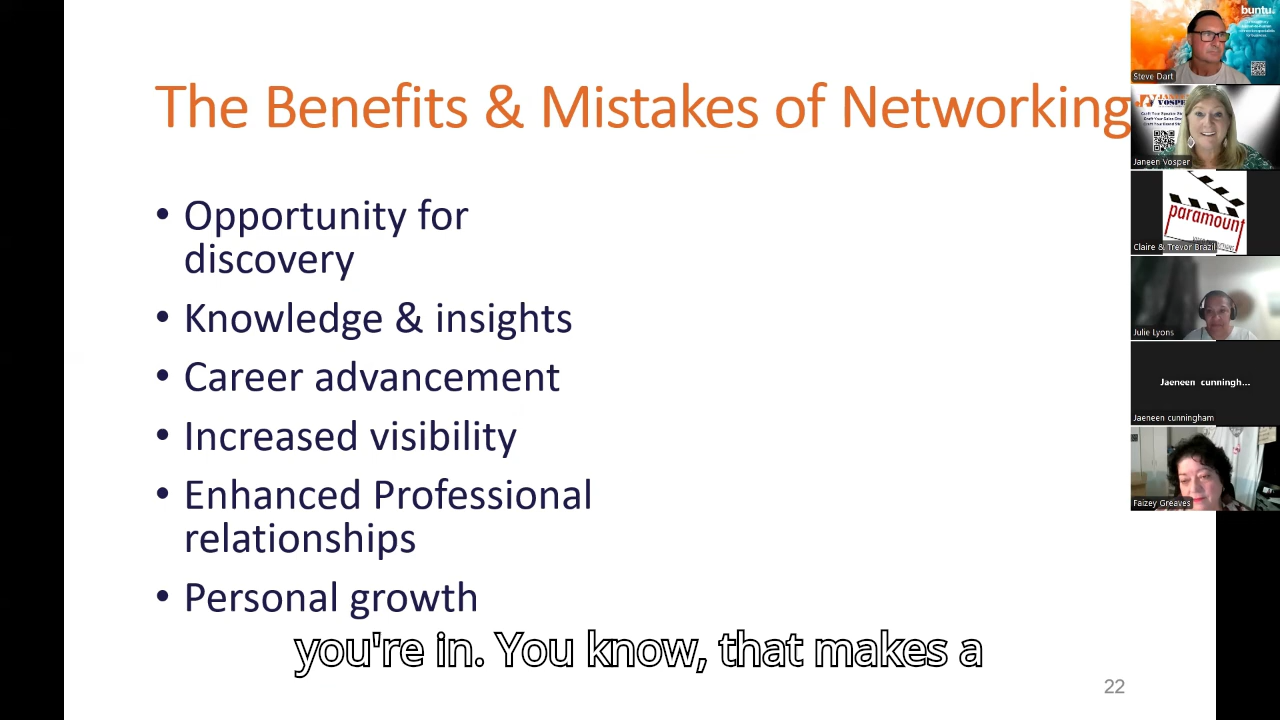 The Benefits & Mistakes of Networking
• Opportunity for
discovery
• Knowledge & insights
• Career advancement
• Increased visibility
• Enhanced Professional
relationships
• Personal growth
you're in. You know, that makes a
22
buntu.
Steve Dart
VOSPE
Janeen Vosper
paramount
Claire & Trevor Brazil
Julie Lyons
Jaeneen cunningh...
Jaeneen cunningham
Faizey Greaves